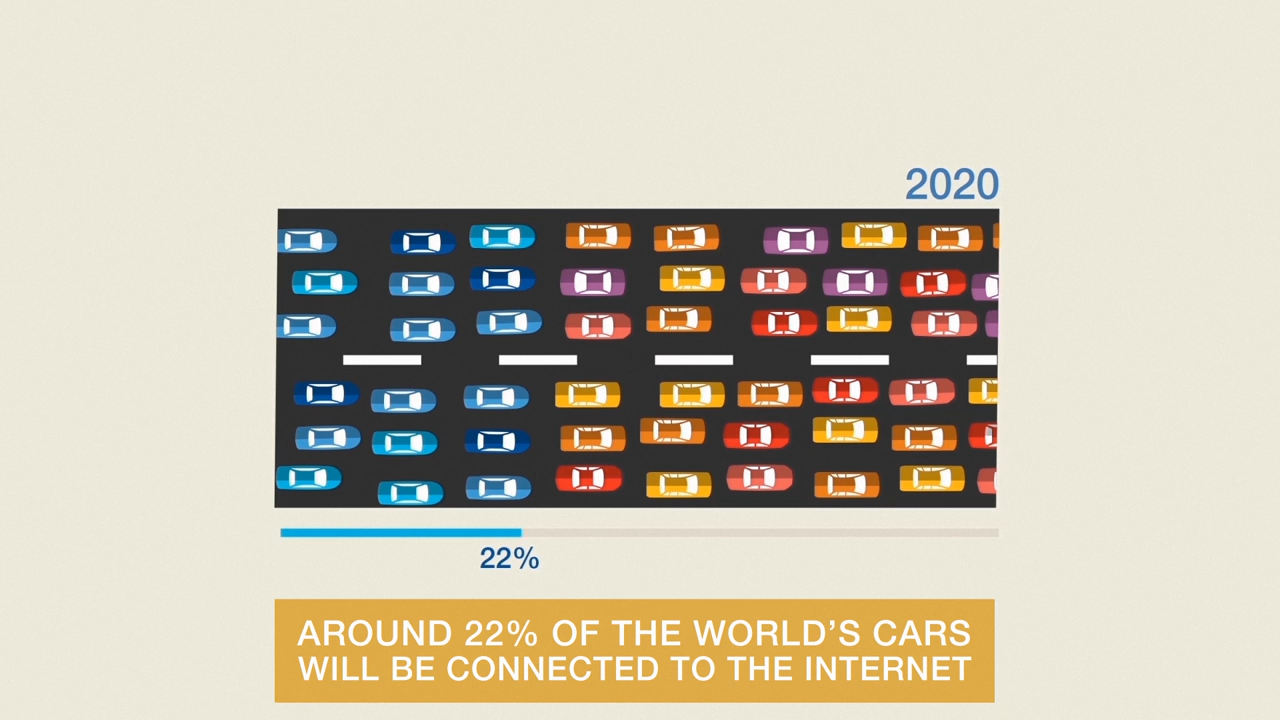 2020
22%
AROUND 22% OF THE WORLD’S CARS
WILL BE CONNECTED TO THE INTERNET